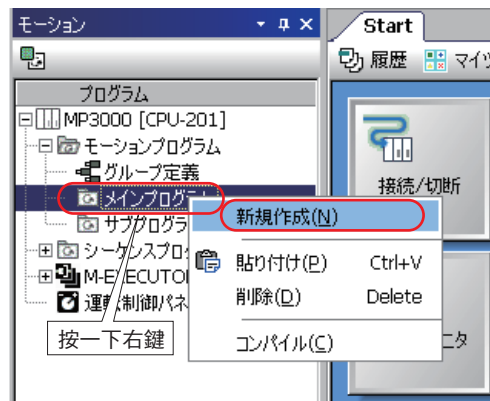 モーション
Start
履歴 マイ
プログラム
MP3000 [CPU-201]
モーションプログラム
グループ定義
接続/切断
メインプログラ
新規作成(N)
サブプログラ
シーケンスプロ
貼り付け(P) Ctrl+V
M-EXECUTO
削除(D) Delete
運転制御パネ
按一下右鍵
コンパイル(C)
ニタ